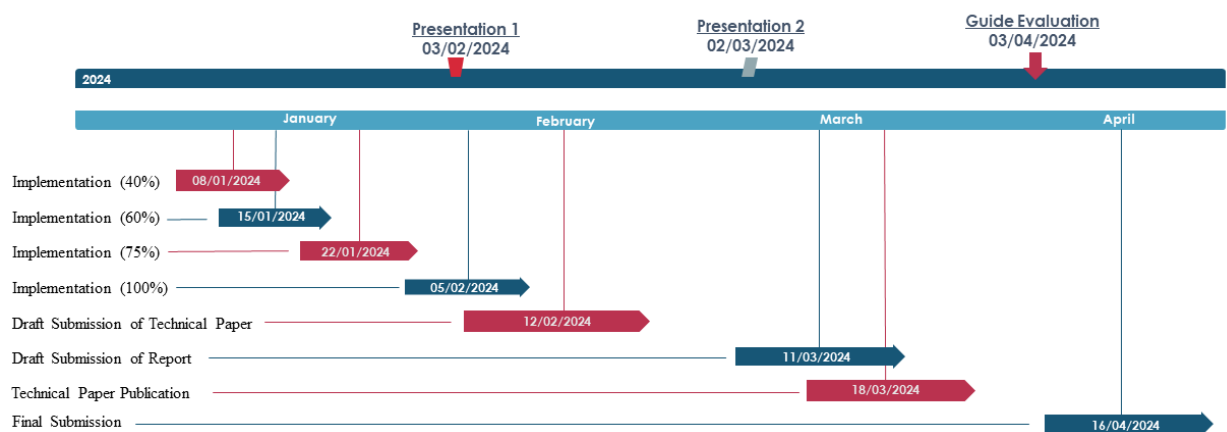 Presentation 1
03/02/2024
Presentation 2
02/03/2024
Guide Evaluation
03/04/2024
2024
January
February
March
April
Implementation (40%)
08/01/2024
Implementation (60%)
15/01/2024
Implementation (75%)
22/01/2024
Implementation (100%)
05/02/2024
Draft Submission of Technical Paper
12/02/2024
Draft Submission of Report
11/03/2024
Technical Paper Publication
18/03/2024
Final Submission
16/04/2024